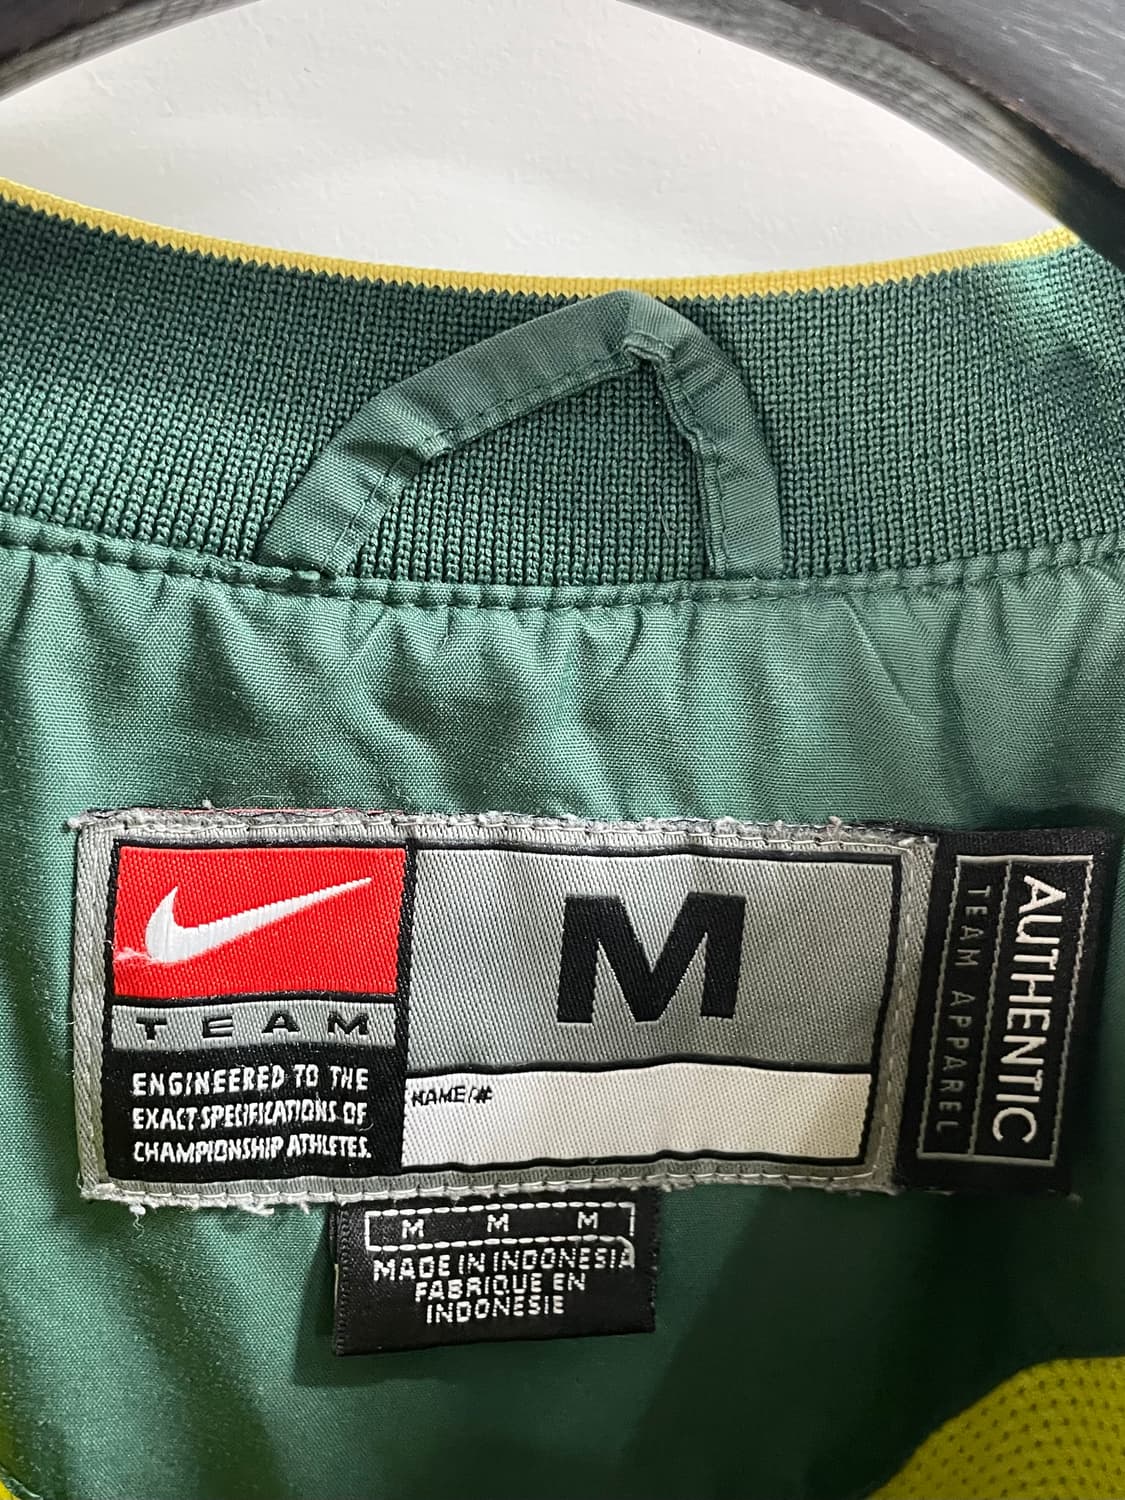 TEAM
ENGINEERED TO THE
EXACT SPECIFICATIONS OF
CHAMPIONSHIP ATHLETES.
M
NAME/#
AUTHENTIC
TEAM APPAREL
M M M
MADE IN INDONESIA
FABRIQUE EN
INDONESIE